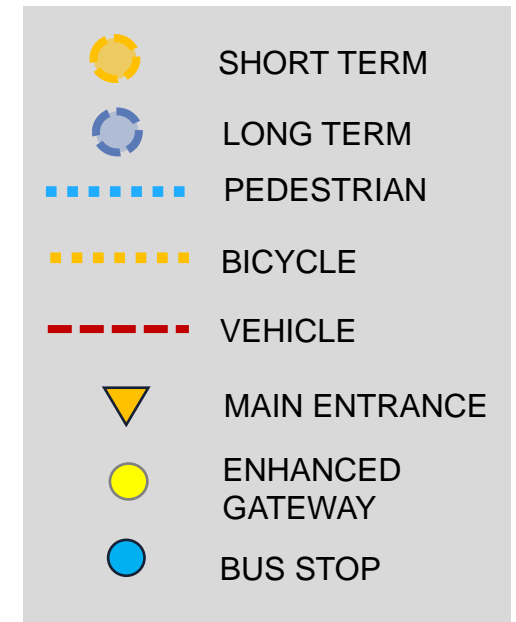 SHORT TERM
LONG TERM
PEDESTRIAN
BICYCLE
VEHICLE
MAIN ENTRANCE
ENHANCED
GATEWAY
BUS STOP